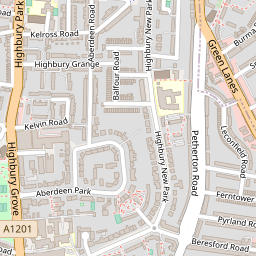 Highbury Park
Kelross Road
Aberdeen Road
Highbury New Park
Green Lanes
Highbury Grange
Balfour Road
Kelvin Road
Highbury Grove
Aberdeen Park
Highbury New Park
Petherton Road
Leconfield Road
A1201
Ferntower
Pyrland Road
Beresford Road